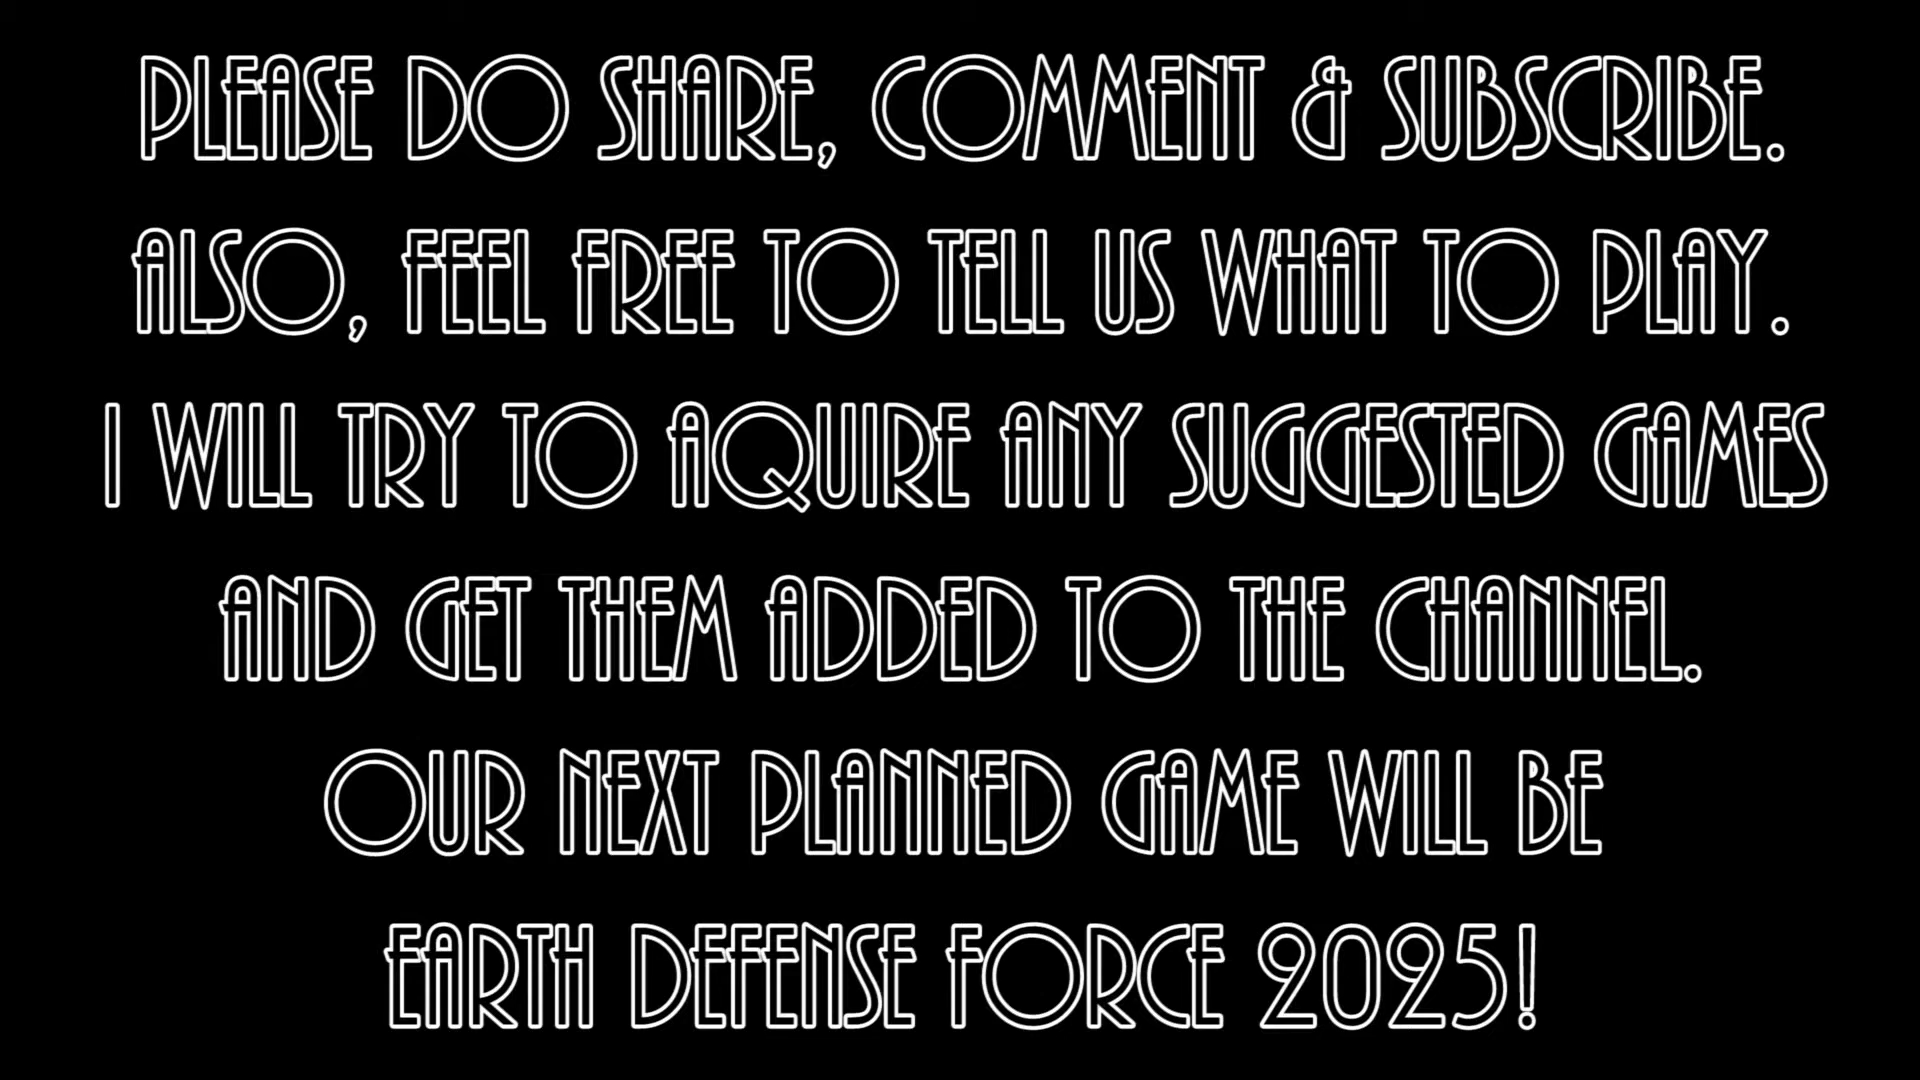 PLEASE DO SHARE, COMMENT & SUBSCRIBE.
ALSO, FEEL FREE TO TELL US WHAT TO PLAY.
I WILL TRY TO AQUIRE ANY SUGGESTED GAMES
AND GET THEM ADDED TO THE CHANNEL.
OUR NEXT PLANNED GAME WILL BE
EARTH DEFENSE FORCE 2025!